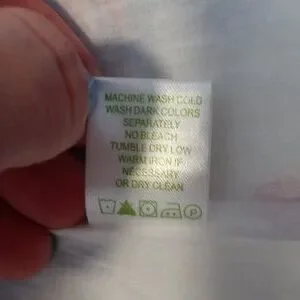 MACHINE WASH COLD
WASH DARK COLORS
SEPARATELY
NO BLEACH
TUMBLE DRY LOW
WARM IRON IF
NECESSARY
OR DRY CLEAN